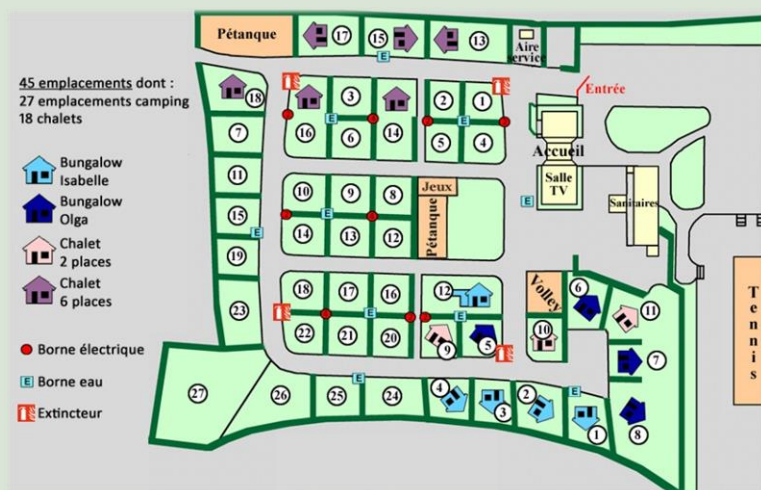 Pétanque
17
15
13
Aire
service
E
Entrée
45 emplacements dont :
27 emplacements camping
18 chalets
18
3
2
1
E
E
16
6
14
5
4
7
Accueil
11
Bungalow
Isabelle
Salle
TV
Jeux
Sanitaires
10
9
8
15
E
E
E
Bungalow
Olga
Pétanque
14
13
12
19
Chalet
2 places
Chalet
6 places
18
17
16
12
Volley
6
11
23
E
E
22
21
20
9
5
10
7
Tennis
Borne électrique
E
Borne eau
Extincteur
27
26
25
24
E
4
3
2
E
1
8